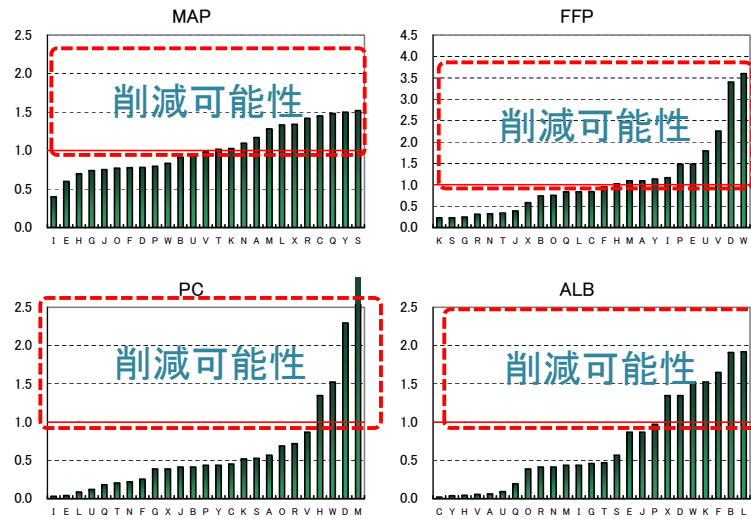 MAP
2.5
2.0
1.5
1.0
0.5
0.0
削減可能性
I E H G J O F D P W B U V T K N A M L X R C Q Y S
FFP
4.5
4.0
3.5
3.0
2.5
2.0
1.5
1.0
0.5
0.0
削減可能性
K S G R N T J X B O Q L C F H M A Y I P E U V D W
PC
2.5
2.0
1.5
1.0
0.5
0.0
削減可能性
I E L U Q T N F G X J B P Y C K S A O R V H W D M
ALB
2.5
2.0
1.5
1.0
0.5
0.0
削減可能性
C Y H V A U Q O R N M I G T S E J P X D W K F B L